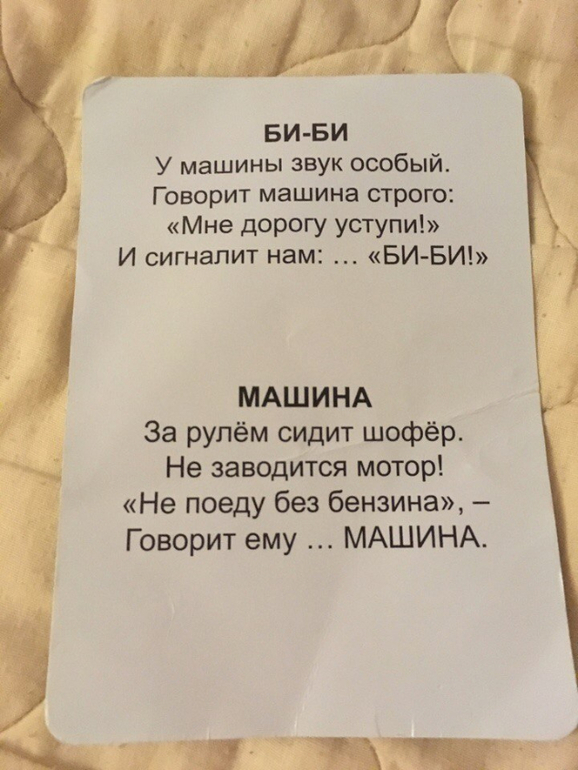 БИ-БИ
У машины звук особый.
Говорит машина строго:
«Мне дорогу уступи!»
И сигналит нам: ... «БИ-БИ!»
МАШИНА
За рулём сидит шофёр.
Не заводится мотор!
«Не поеду без бензина», –
Говорит ему ... МАШИНА.